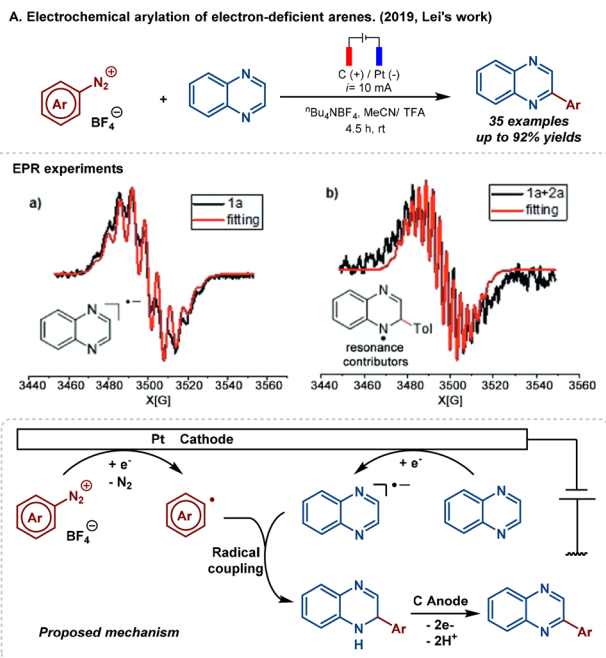 A. Electrochemical arylation of electron-deficient arenes. (2019, Lei's work)
Ar
N2⊕
BF4⊖
+
N
N
C (+) / Pt (-)
i= 10 mA
nBu4NBF4, MeCN/ TFA
4.5 h, rt
N
N
Ar
35 examples
up to 92% yields
EPR experiments
a)
1a
fitting
N
N
•—
3440 3460 3480 3500 3520 3540 3560
X[G]
b)
1a+2a
fitting
N
N
Tol
resonance
contributors
3440 3460 3480 3500 3520 3540 3560
X[G]
Pt Cathode
+ e-
- N2
+ e-
Ar
N2⊕
BF4⊖
Ar
N
N
•—
N
N
Radical
coupling
N
N
H
Ar
C Anode
- 2e-
- 2H+
N
N
Ar
Proposed mechanism